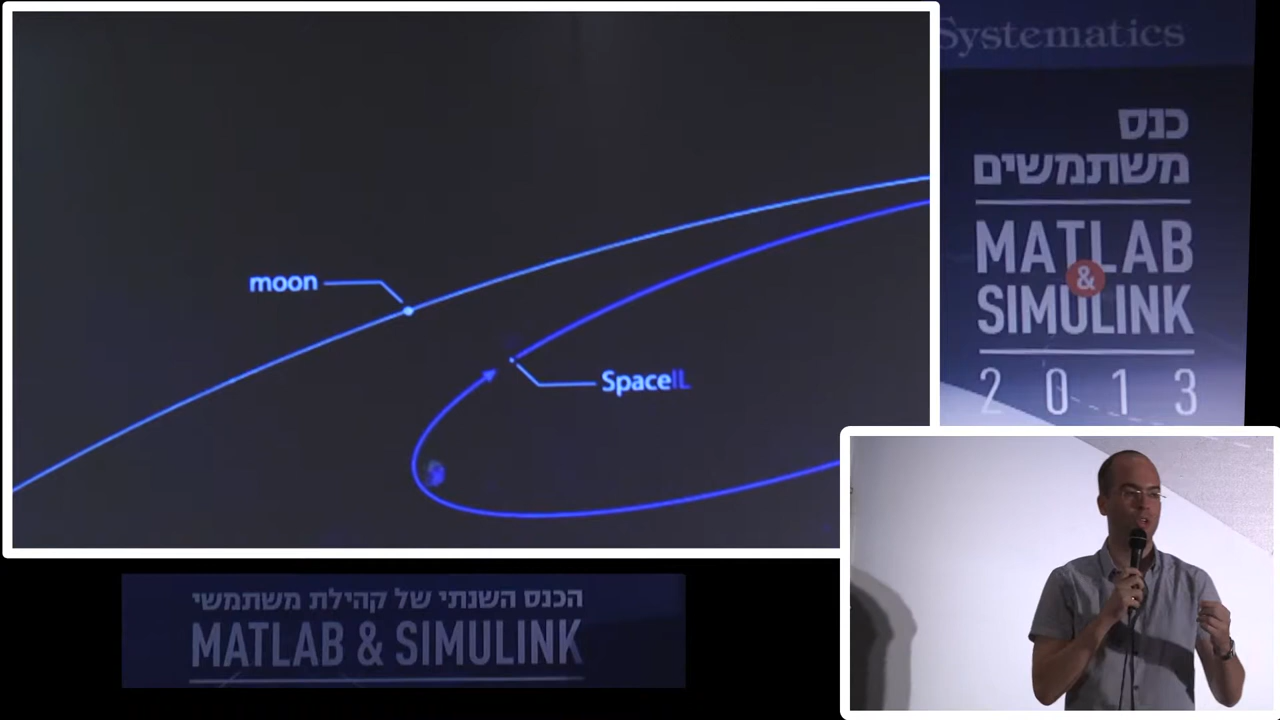 moon
SpaceIL
Systematics
כנס
משתמשים
MATLAB
&
SIMULINK
2013
הכנס השנתי של קהילת משתמשי
MATLAB & SIMULINK